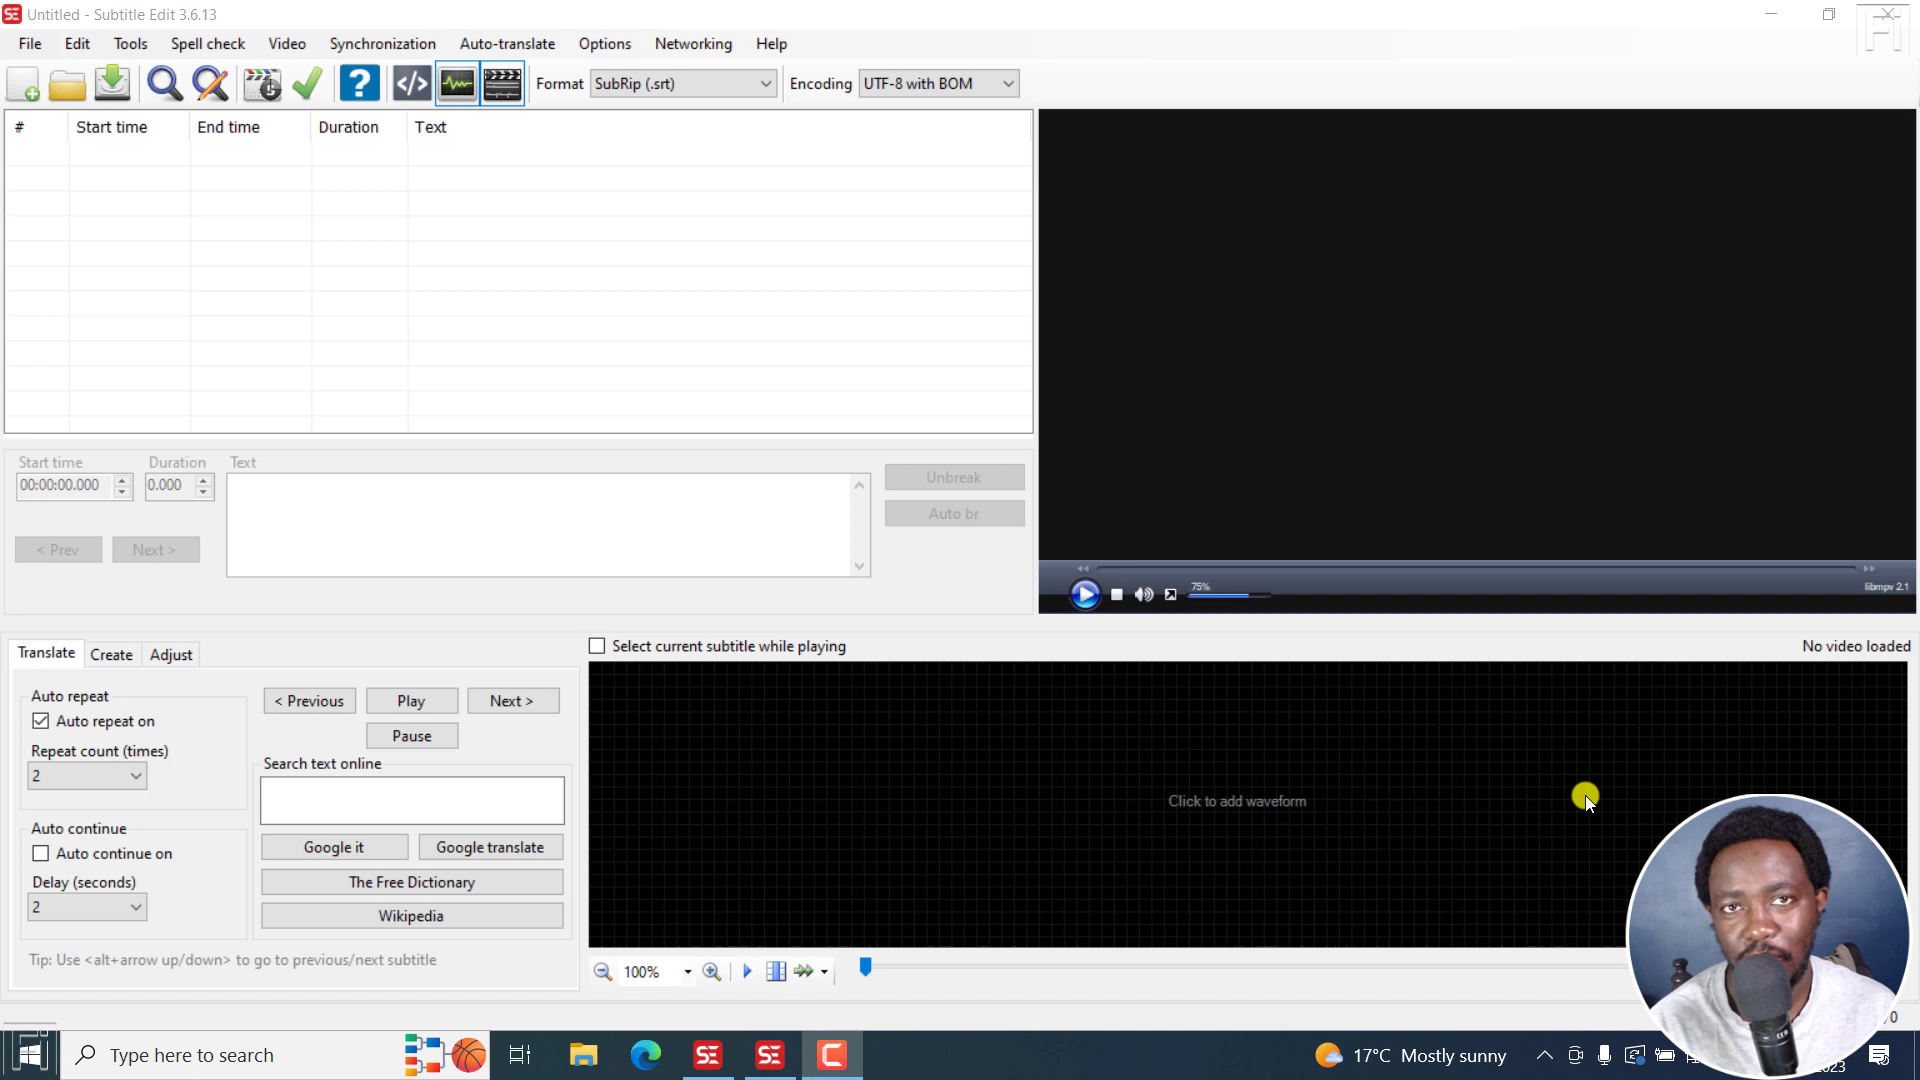 SE Untitled - Subtitle Edit 3.6.13
File Edit Tools Spell check Video Synchronization Auto-translate Options Networking Help
Format SubRip (.srt) Encoding UTF-8 with BOM
# Start time End time Duration Text
Start time Duration Text
00:00:00.000 0.000
Unbreak
Auto br
< Prev Next >
75%
libmpv 2.1
Translate Create Adjust
Select current subtitle while playing
No video loaded
Auto repeat
Auto repeat on
Repeat count (times)
2
< Previous Play Next >
Pause
Search text online
Auto continue
Auto continue on
Delay (seconds)
2
Google it Google translate
The Free Dictionary
Wikipedia
Tip: Use <alt+arrow up/down> to go to previous/next subtitle
Click to add waveform
100%
Type here to search
SE SE
17°C Mostly sunny